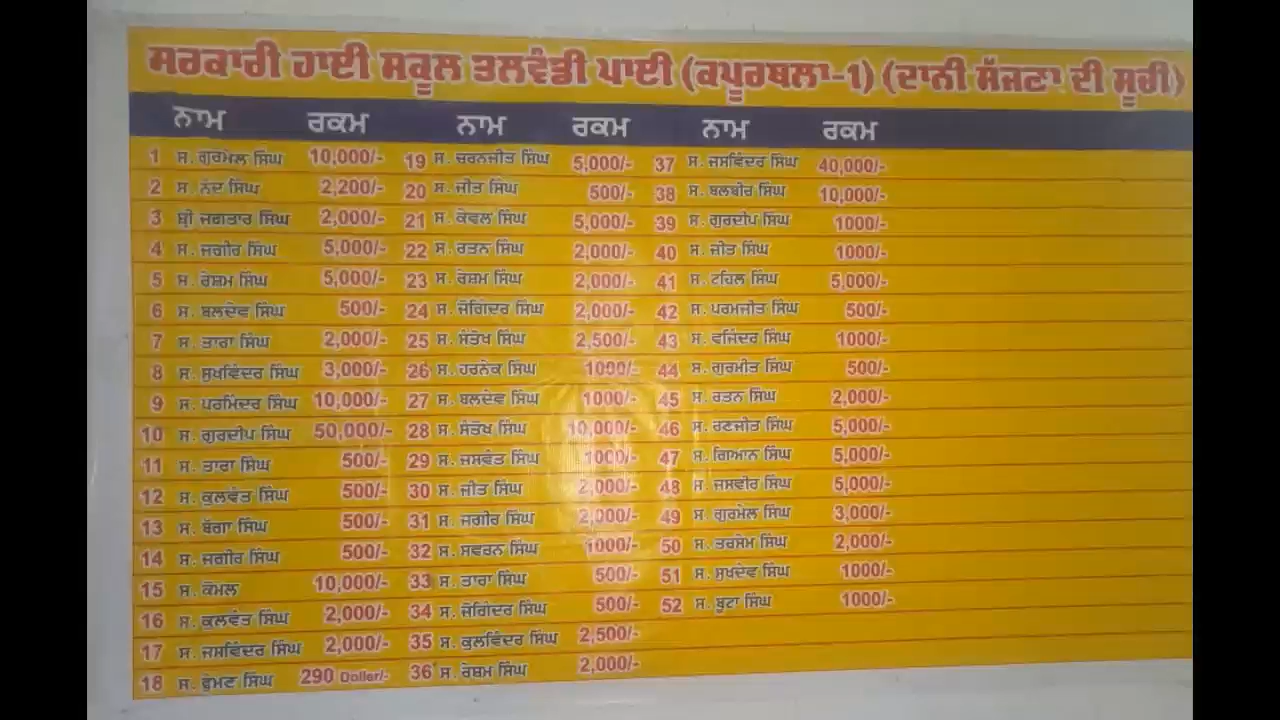 ਸਰਕਾਰੀ ਹਾਈ ਸਕੂਲ ਤਲਵੰਡੀ ਪਾਈ (ਕਪੂਰਥਲਾ-1) (ਦਾਨੀ ਸੱਜਣਾ ਦੀ ਸੂਚੀ)
ਨਾਮ ਰਕਮ ਨਾਮ ਰਕਮ ਨਾਮ ਰਕਮ
1 ਸ. ਗੁਰਮੇਲ ਸਿੰਘ 10,000/- 19 ਸ. ਚਰਨਜੀਤ ਸਿੰਘ 5,000/- 37 ਸ. ਜਸਵਿੰਦਰ ਸਿੰਘ 40,000/-
2 ਸ. ਨੰਦ ਸਿੰਘ 2,200/- 20 ਸ. ਜੀਤ ਸਿੰਘ 500/- 38 ਸ. ਬਲਬੀਰ ਸਿੰਘ 10,000/-
3 ਸ਼੍ਰੀ ਜਗਤਾਰ ਸਿੰਘ 2,000/- 21 ਸ. ਕੇਵਲ ਸਿੰਘ 5,000/- 39 ਸ. ਗੁਰਦੀਪ ਸਿੰਘ 1000/-
4 ਸ. ਜਗੀਰ ਸਿੰਘ 5,000/- 22 ਸ. ਰਤਨ ਸਿੰਘ 2,000/- 40 ਸ. ਜੀਤ ਸਿੰਘ 1000/-
5 ਸ. ਰੇਸ਼ਮ ਸਿੰਘ 5,000/- 23 ਸ. ਰੇਸ਼ਮ ਸਿੰਘ 2,000/- 41 ਸ. ਟਹਿਲ ਸਿੰਘ 5,000/-
6 ਸ. ਬਲਦੇਵ ਸਿੰਘ 500/- 24 ਸ. ਜੋਗਿੰਦਰ ਸਿੰਘ 2,000/- 42 ਸ. ਪਰਮਜੀਤ ਸਿੰਘ 500/-
7 ਸ. ਤਾਰਾ ਸਿੰਘ 2,000/- 25 ਸ. ਸੰਤੋਖ ਸਿੰਘ 2,500/- 43 ਸ. ਵਜਿੰਦਰ ਸਿੰਘ 1000/-
8 ਸ. ਸੁਖਵਿੰਦਰ ਸਿੰਘ 3,000/- 26 ਸ. ਹਰਨੇਕ ਸਿੰਘ 1000/- 44 ਸ. ਗੁਰਮੀਤ ਸਿੰਘ 500/-
9 ਸ. ਪਰਮਿੰਦਰ ਸਿੰਘ 10,000/- 27 ਸ. ਬਲਦੇਵ ਸਿੰਘ 1000/- 45 ਸ. ਰਤਨ ਸਿੰਘ 2,000/-
10 ਸ. ਗੁਰਦੀਪ ਸਿੰਘ 50,000/- 28 ਸ. ਸੰਤੋਖ ਸਿੰਘ 10,000/- 46 ਸ. ਰਣਜੀਤ ਸਿੰਘ 5,000/-
11 ਸ. ਤਾਰਾ ਸਿੰਘ 500/- 29 ਸ. ਜਸਵੰਤ ਸਿੰਘ 1000/- 47 ਸ. ਗਿਆਨ ਸਿੰਘ 5,000/-
12 ਸ. ਕੁਲਵੰਤ ਸਿੰਘ 500/- 30 ਸ. ਜੀਤ ਸਿੰਘ 2,000/- 48 ਸ. ਜਸਵੀਰ ਸਿੰਘ 5,000/-
13 ਸ. ਬੱਗਾ ਸਿੰਘ 500/- 31 ਸ. ਜਗੀਰ ਸਿੰਘ 2,000/- 49 ਸ. ਗੁਰਮੇਲ ਸਿੰਘ 3,000/-
14 ਸ. ਜਗੀਰ ਸਿੰਘ 500/- 32 ਸ. ਸਵਰਨ ਸਿੰਘ 1000/- 50 ਸ. ਤਰਸੇਮ ਸਿੰਘ 2,000/-
15 ਸ. ਕੋਮਲ 10,000/- 33 ਸ. ਤਾਰਾ ਸਿੰਘ 500/- 51 ਸ. ਸੁਖਦੇਵ ਸਿੰਘ 1000/-
16 ਸ. ਕੁਲਵੰਤ ਸਿੰਘ 2,000/- 34 ਸ. ਜੋਗਿੰਦਰ ਸਿੰਘ 500/- 52 ਸ. ਬੂਟਾ ਸਿੰਘ 1000/-
17 ਸ. ਜਸਵਿੰਦਰ ਸਿੰਘ 2,000/- 35 ਸ. ਕੁਲਵਿੰਦਰ ਸਿੰਘ 2,500/-
18 ਸ. ਸਿੰਘ 290 Doller/- 36 ਸ. ਰੇਸ਼ਮ ਸਿੰਘ 2,000/-